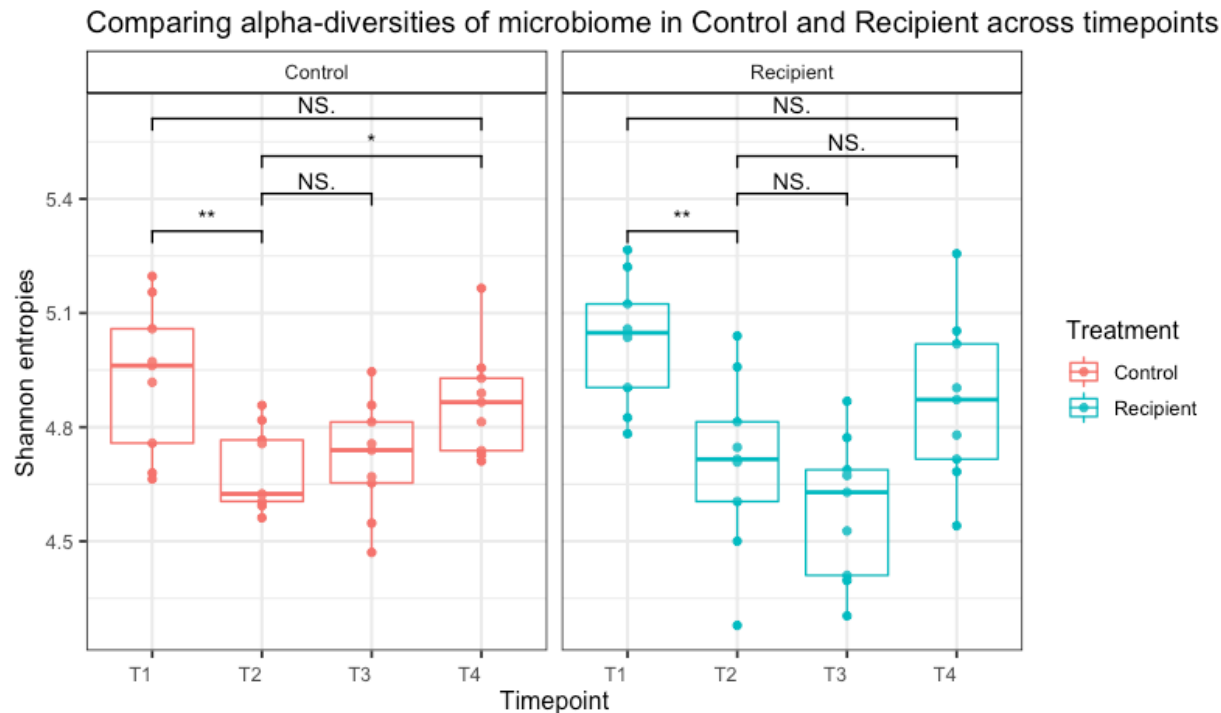 Comparing alpha-diversities of microbiome in Control and Recipient across timepoints
Control
Recipient
NS.
*
NS.
**
NS.
NS.
NS.
**
5.4
5.1
4.8
4.5
Shannon entropies
T1 T2 T3 T4
T1 T2 T3 T4
Timepoint
Treatment
Control
Recipient